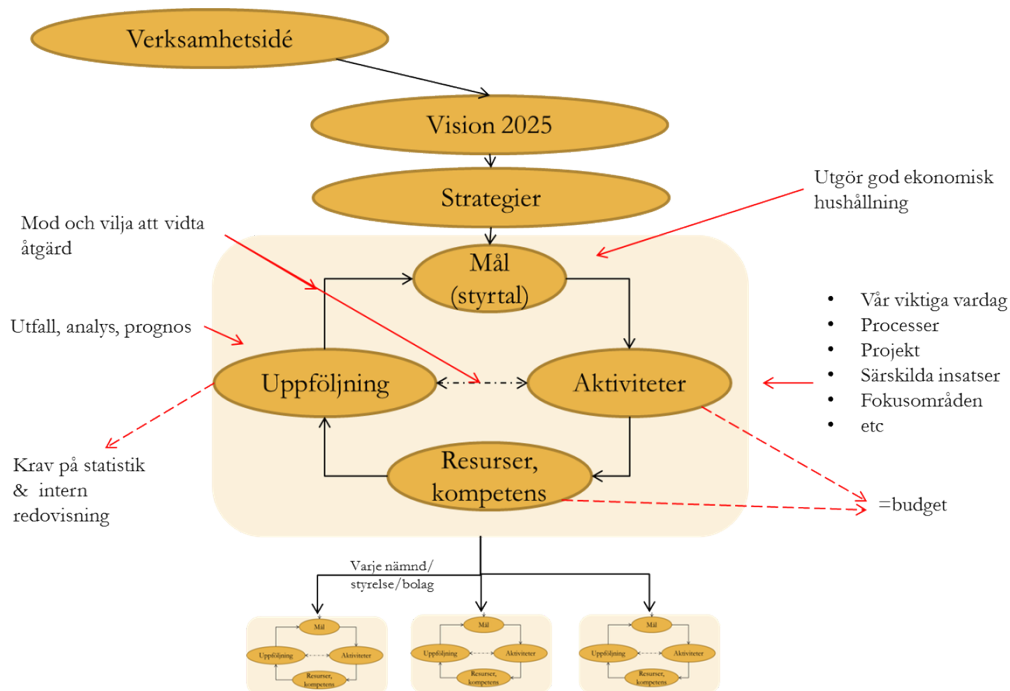 Verksamhetsidé
Vision 2025
Strategier
Utgör god ekonomisk
hushållning
Mod och vilja att vidta
åtgärd
Mål
(styrtal)
Utfall, analys, prognos
• Vår viktiga vardag
• Processer
• Projekt
• Särskilda insatser
• Fokusområden
• etc
Uppföljning
Aktiviteter
Krav på statistik
& intern
redovisning
Resurser,
kompetens
=budget
Varje nämnd/
styrelse/bolag
Mål
Uppföljning
Aktiviteter
Resurser,
kompetens
Mål
Uppföljning
Aktiviteter
Resurser,
kompetens
Mål
Uppföljning
Aktiviteter
Resurser,
kompetens